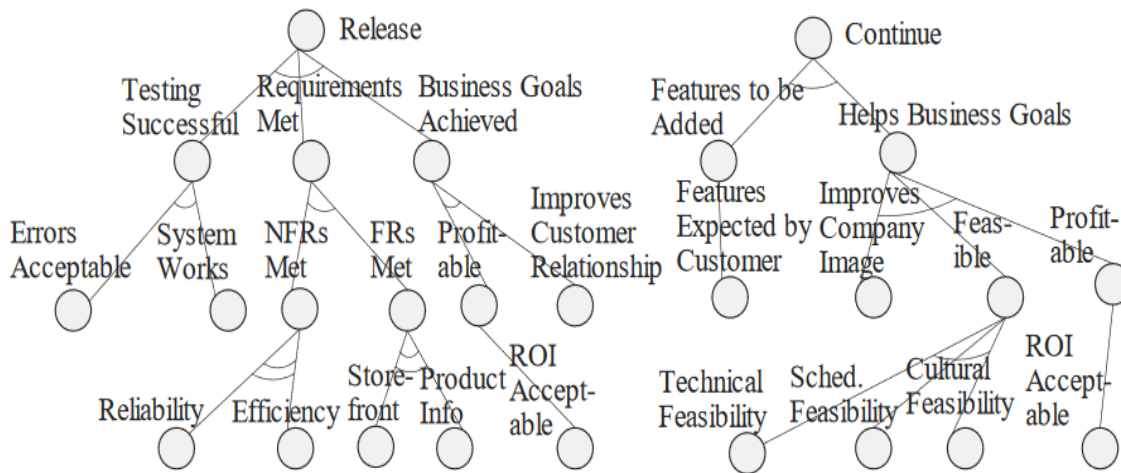 Release
Testing
Successful
Requirements
Met
Business Goals
Achieved
Errors
Acceptable
System
Works
NFRs
Met
FRs
Met
Profit-
able
Improves
Customer
Relationship
Reliability
Efficiency
Store-
front
Product
Info
ROI
Accept-
able
Continue
Features to be
Added
Helps Business Goals
Features
Expected by
Customer
Improves
Company
Image
Feas-
ible
Profit-
able
Technical
Feasibility
Sched.
Feasibility
Cultural
Feasibility
ROI
Accept-
able